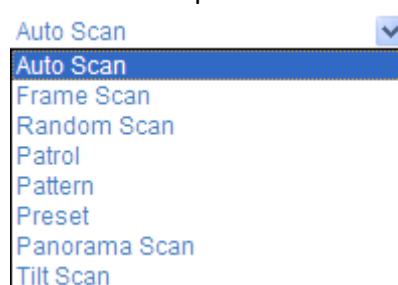 Auto Scan
Auto Scan
Frame Scan
Random Scan
Patrol
Pattern
Preset
Panorama Scan
Tilt Scan